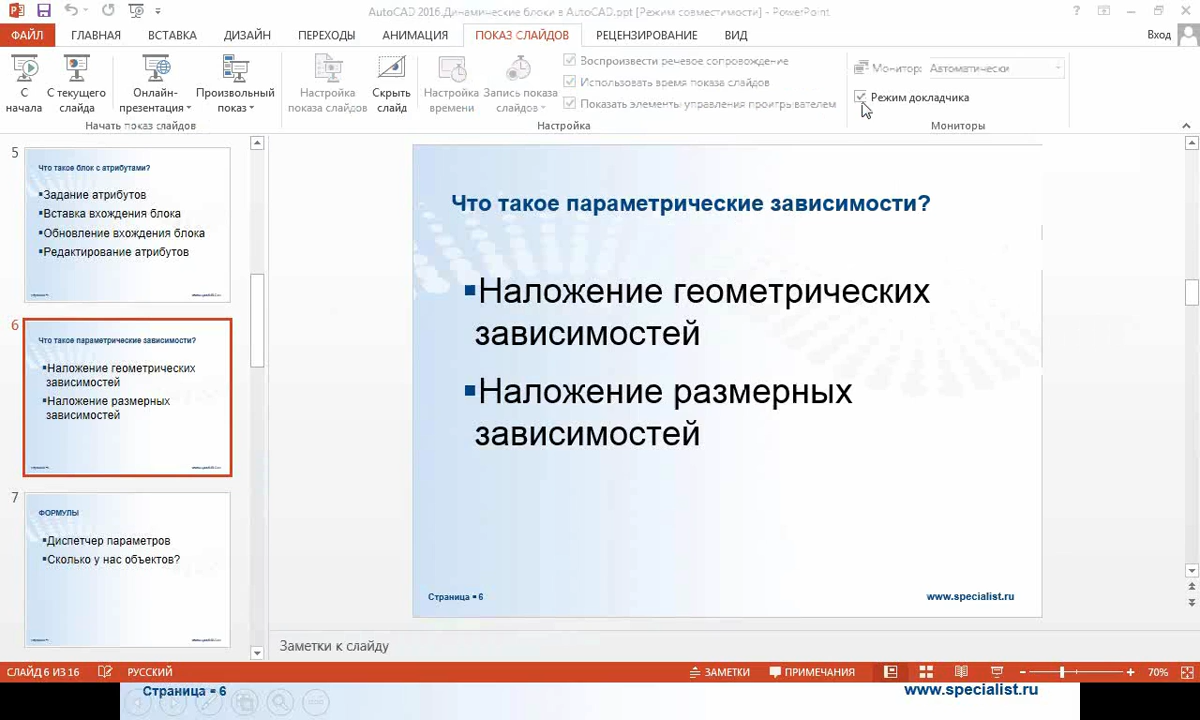 AutoCAD 2016.Динамические блоки в AutoCAD.ppt [Режим совместимости] - PowerPoint
ФАЙЛ ГЛАВНАЯ ВСТАВКА ДИЗАЙН ПЕРЕХОДЫ АНИМАЦИЯ ПОКАЗ СЛАЙДОВ РЕЦЕНЗИРОВАНИЕ ВИД Вход
С начала
С текущего слайда
Онлайн-презентация
Произвольный показ
Начать показ слайдов
Настройка показа слайдов
Скрыть слайд
Настройка времени
Запись показа слайдов
Воспроизвести речевое сопровождение
Использовать время показа слайдов
Показать элементы управления проигрывателем
Настройка
Монитор: Автоматически
Режим докладчика
Мониторы
5
Что такое блок с атрибутами?
▪Задание атрибутов
▪Вставка вхождения блока
▪Обновление вхождения блока
▪Редактирование атрибутов
6
Что такое параметрические зависимости?
▪Наложение геометрических
зависимостей
▪Наложение размерных
зависимостей
7
ФОРМУЛЫ
▪Диспетчер параметров
▪Сколько у нас объектов?
Что такое параметрические зависимости?
▪Наложение геометрических
зависимостей
▪Наложение размерных
зависимостей
Страница ▪ 6 www.specialist.ru
Заметки к слайду
СЛАЙД 6 ИЗ 16 РУССКИЙ ЗАМЕТКИ ПРИМЕЧАНИЯ 70%
Страница ▪ 6 www.specialist.ru